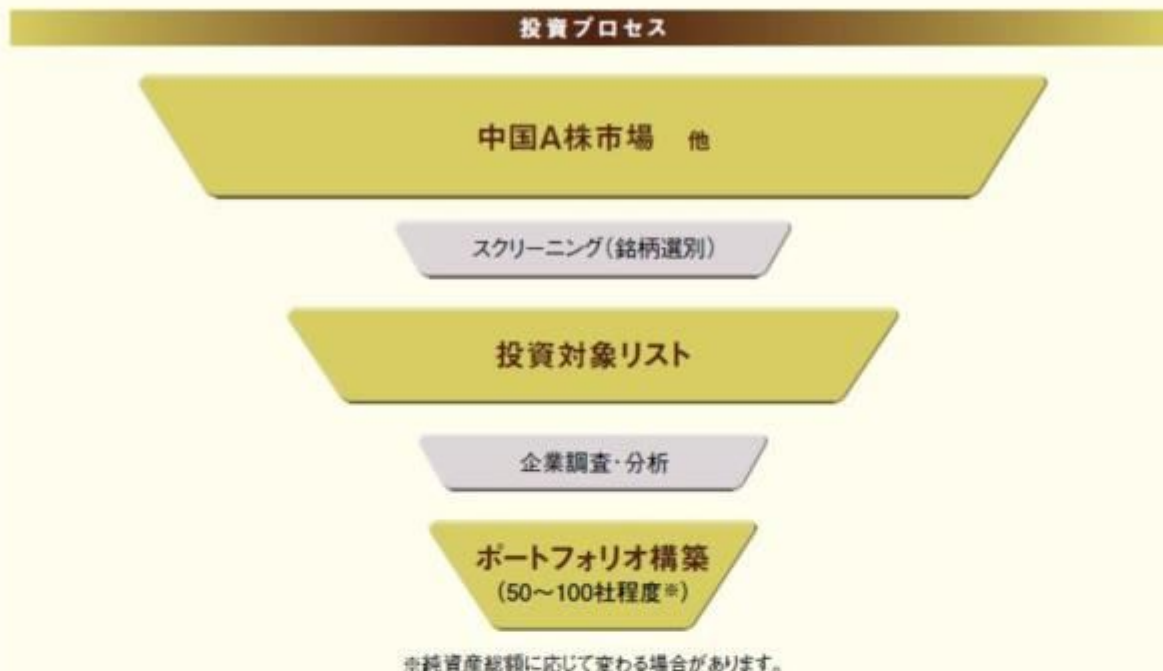 投資プロセス
中国A株市場　他
スクリーニング(銘柄選別)
投資対象リスト
企業調査・分析
ポートフォリオ構築
(50～100社程度※)
※純資産総額に応じて変わる場合があります。